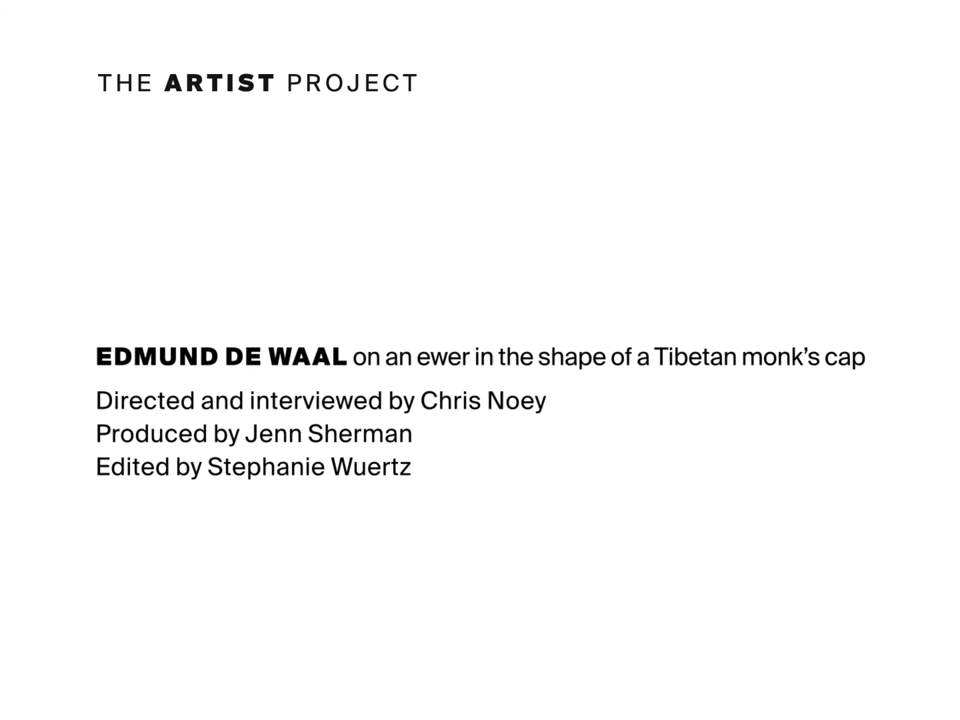 THE ARTIST PROJECT
EDMUND DE WAAL on an ewer in the shape of a Tibetan monk’s cap
Directed and interviewed by Chris Noey
Produced by Jenn Sherman
Edited by Stephanie Wuertz